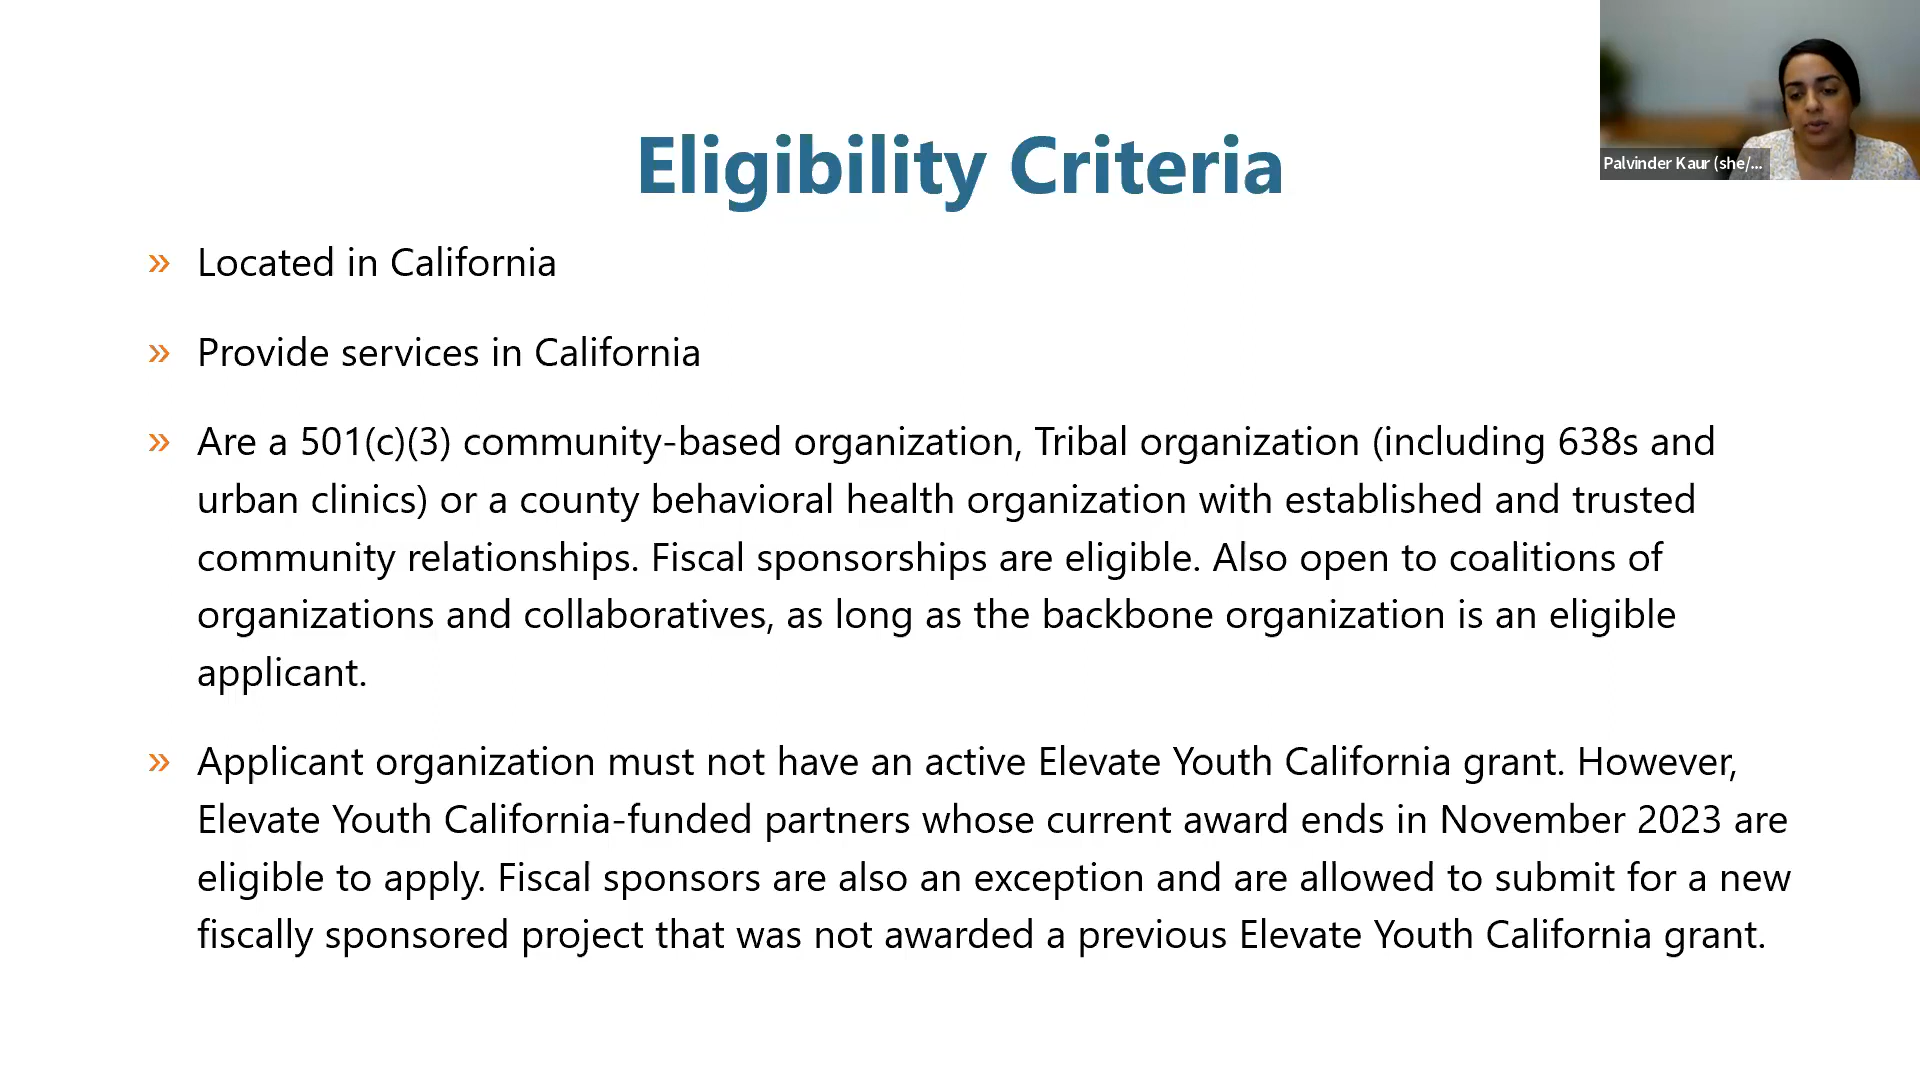 Eligibility Criteria
Palvinder Kaur (she/...
» Located in California
» Provide services in California
» Are a 501(c)(3) community-based organization, Tribal organization (including 638s and
urban clinics) or a county behavioral health organization with established and trusted
community relationships. Fiscal sponsorships are eligible. Also open to coalitions of
organizations and collaboratives, as long as the backbone organization is an eligible
applicant.
» Applicant organization must not have an active Elevate Youth California grant. However,
Elevate Youth California-funded partners whose current award ends in November 2023 are
eligible to apply. Fiscal sponsors are also an exception and are allowed to submit for a new
fiscally sponsored project that was not awarded a previous Elevate Youth California grant.